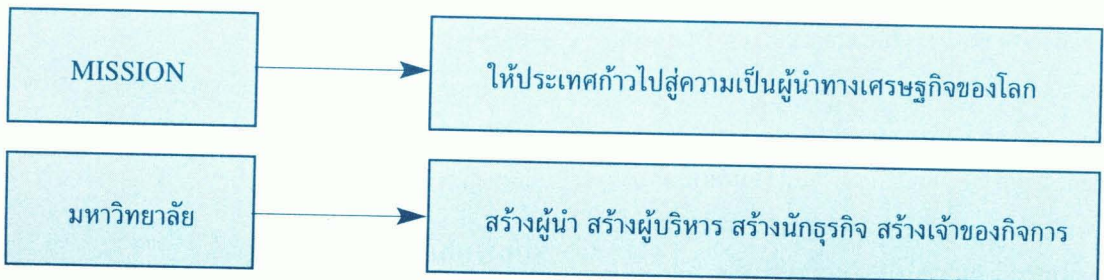 MISSION
ให้ประเทศก้าวไปสู่ความเป็นผู้นำทางเศรษฐกิจของโลก
มหาวิทยาลัย
สร้างผู้นำ สร้างผู้บริหาร สร้างนักธุรกิจ สร้างเจ้าของกิจการ